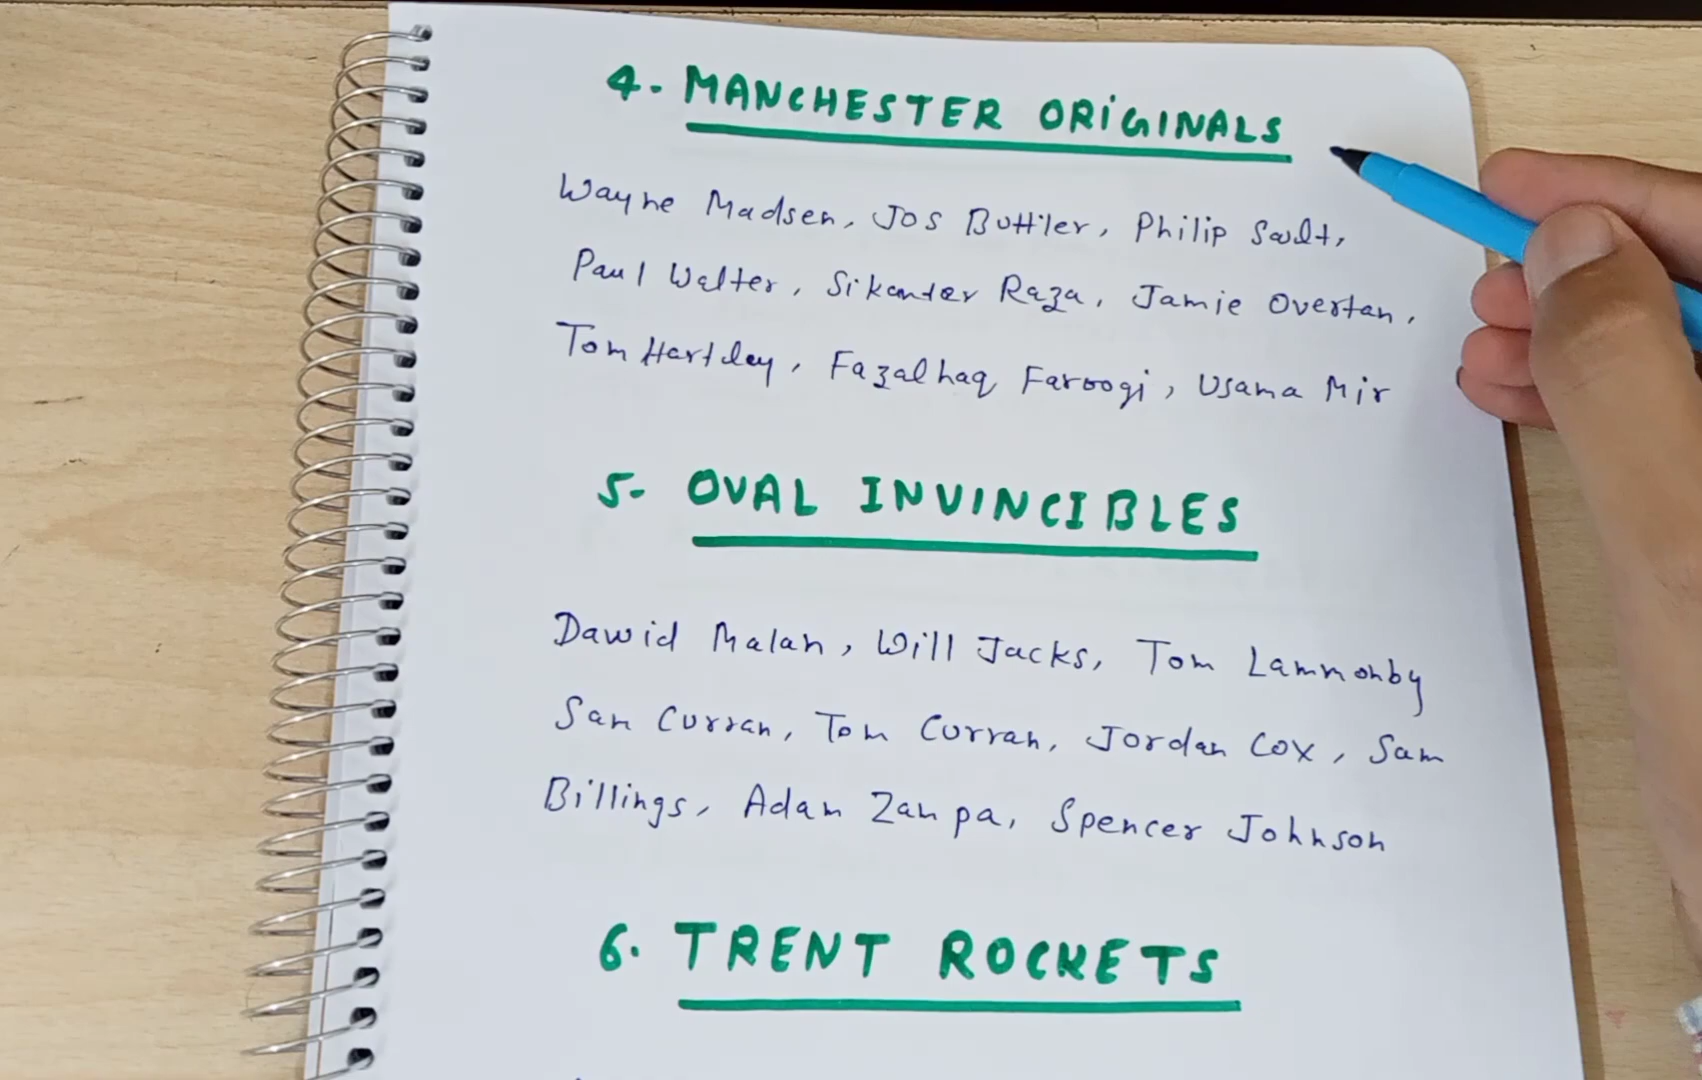 4. MANCHESTER ORiGINALS
Wayne Madsen, Jos Buttler, Philip Sault,
Paul Walter, Sikander Raza, Jamie Overtan,
Tom Hartley, Fazalhaq Faroogi, Usama Mir
5. OVAL INVINCIBLES
Dawid Malan, Will Jacks, Tom Lammonby
Sam Curran, Tom Curran, Jordan Cox, Sam
Billings, Adam Zampa, Spencer Johnson
6. TRENT ROCKETS